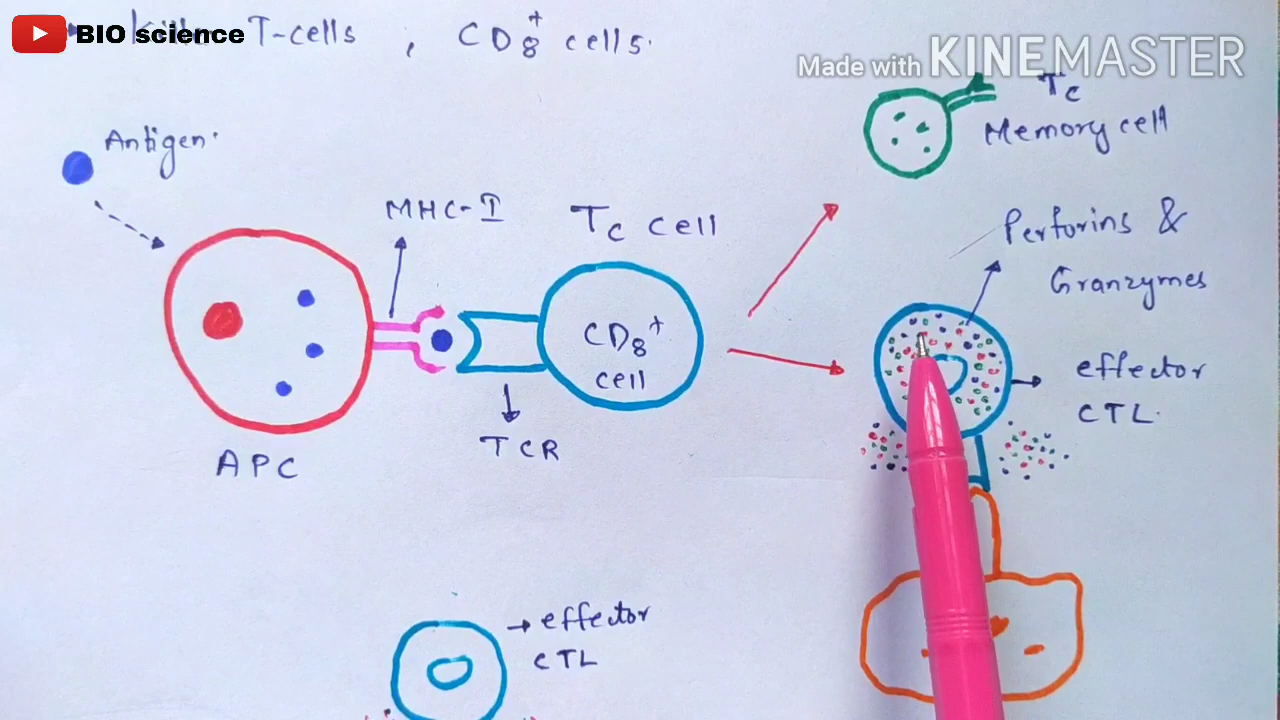 BIO science
T-cells , CD8+ cells.
Made with KINEMASTER
Antigen.
MHC-I
Tc cell
CD8+
cell
TCR
APC
Tc
Memory cell
Perforins &
Granzymes
→ effector
CTL.
→ effector
CTL